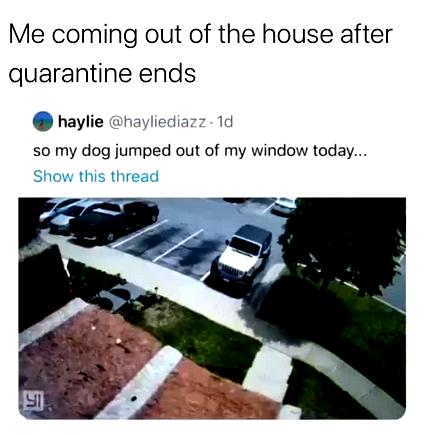 Me coming out of the house after
quarantine ends
haylie @hayliediazz · 1d
so my dog jumped out of my window today...
Show this thread
YI